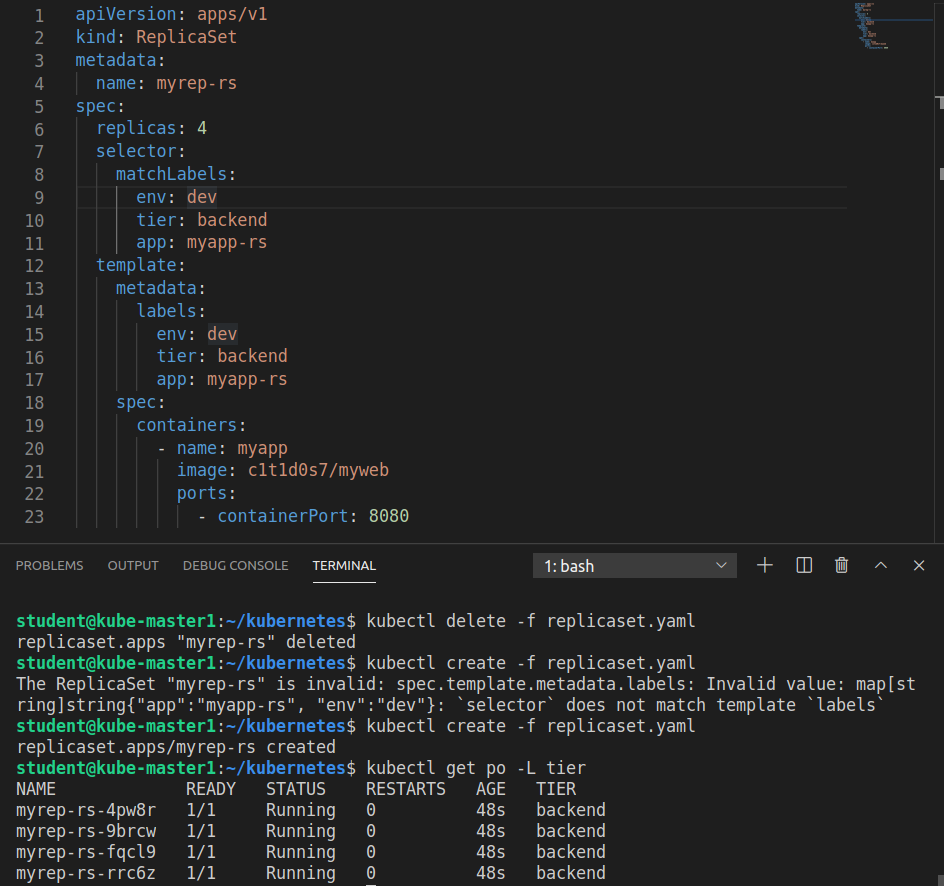 1 apiVersion: apps/v1
2 kind: ReplicaSet
3 metadata:
4   name: myrep-rs
5 spec:
6   replicas: 4
7   selector:
8     matchLabels:
9       env: dev
10       tier: backend
11       app: myapp-rs
12   template:
13     metadata:
14       labels:
15         env: dev
16         tier: backend
17         app: myapp-rs
18     spec:
19       containers:
20         - name: myapp
21           image: c1t1d0s7/myweb
22           ports:
23             - containerPort: 8080
PROBLEMS OUTPUT DEBUG CONSOLE TERMINAL 1: bash
student@kube-master1:~/kubernetes$ kubectl delete -f replicaset.yaml
replicaset.apps "myrep-rs" deleted
student@kube-master1:~/kubernetes$ kubectl create -f replicaset.yaml
The ReplicaSet "myrep-rs" is invalid: spec.template.metadata.labels: Invalid value: map[st
ring]string{"app":"myapp-rs", "env":"dev"}: `selector` does not match template `labels`
student@kube-master1:~/kubernetes$ kubectl create -f replicaset.yaml
replicaset.apps/myrep-rs created
student@kube-master1:~/kubernetes$ kubectl get po -L tier
NAME             READY   STATUS    RESTARTS   AGE   TIER
myrep-rs-4pw8r   1/1     Running   0          48s   backend
myrep-rs-9brcw   1/1     Running   0          48s   backend
myrep-rs-fqcl9   1/1     Running   0          48s   backend
myrep-rs-rrc6z   1/1     Running   0          48s   backend